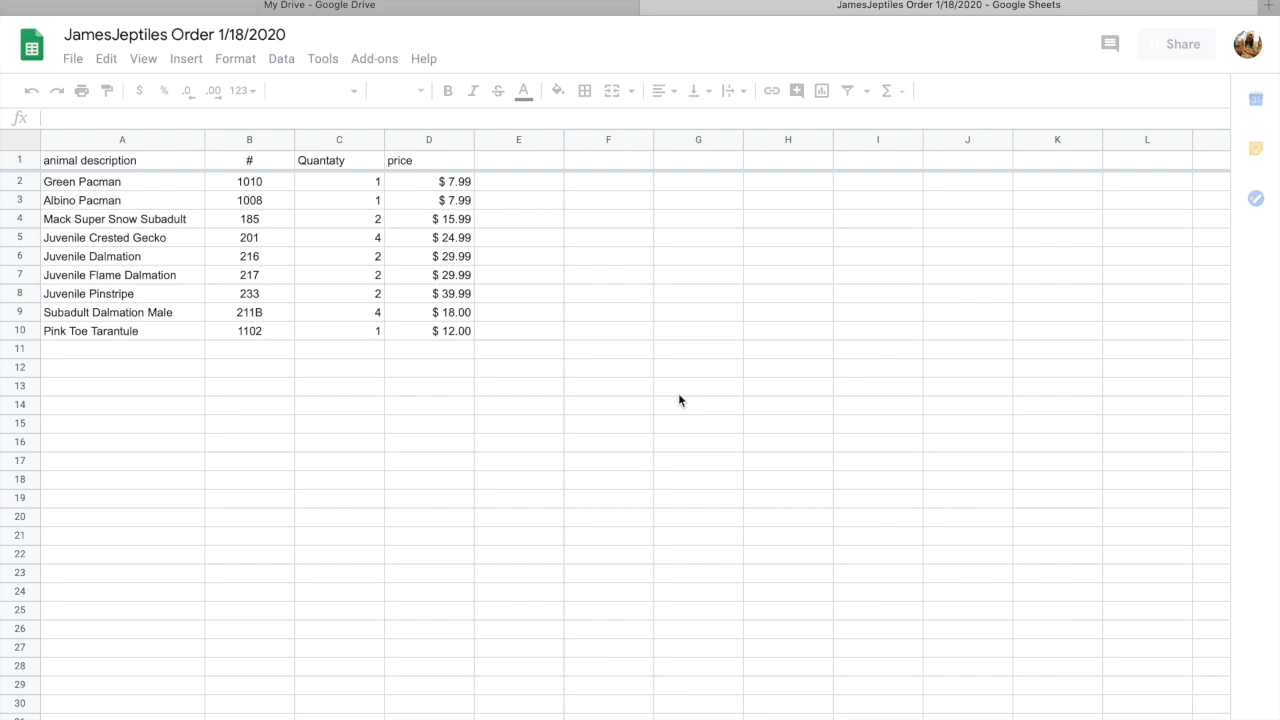 My Drive - Google Drive
JamesJeptiles Order 1/18/2020 - Google Sheets
JamesJeptiles Order 1/18/2020
File Edit View Insert Format Data Tools Add-ons Help
Share
$ % .0 .00 123 B I S A Σ
fx
A B C D E F G H I J K L
1 animal description # Quantaty price
2 Green Pacman 1010 1 $ 7.99
3 Albino Pacman 1008 1 $ 7.99
4 Mack Super Snow Subadult 185 2 $ 15.99
5 Juvenile Crested Gecko 201 4 $ 24.99
6 Juvenile Dalmation 216 2 $ 29.99
7 Juvenile Flame Dalmation 217 2 $ 29.99
8 Juvenile Pinstripe 233 2 $ 39.99
9 Subadult Dalmation Male 211B 4 $ 18.00
10 Pink Toe Tarantule 1102 1 $ 12.00
11
12
13
14
15
16
17
18
19
20
21
22
23
24
25
26
27
28
29
30